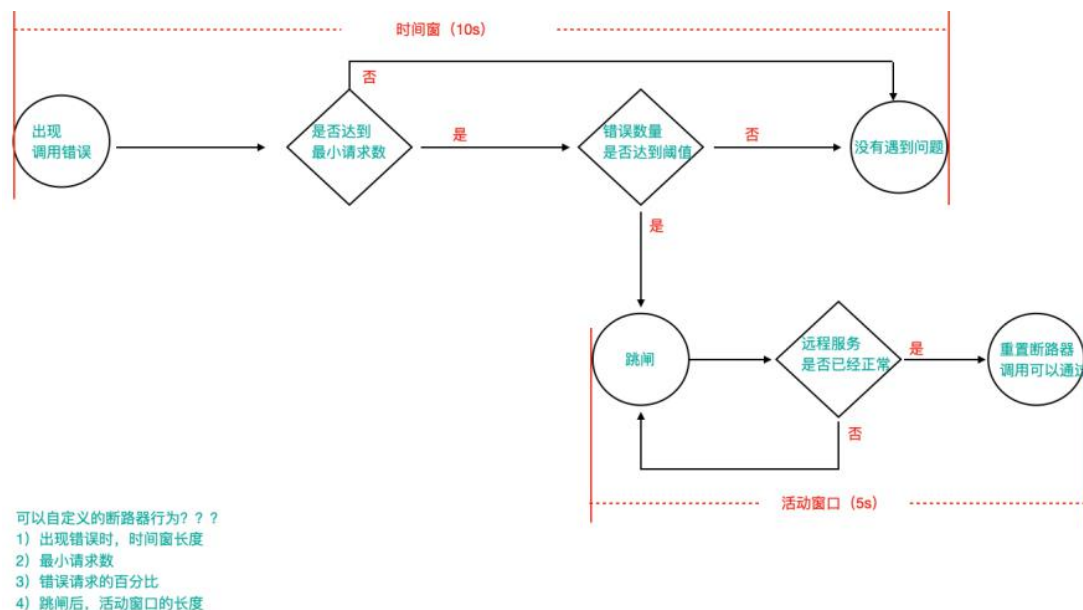 时间窗（10s）
否
出现
调用错误
是否达到
最小请求数
是
错误数量
是否达到阈值
否
没有遇到问题
是
跳闸
远程服务
是否已经正常
是
重置断路器
调用可以通过
否
活动窗口（5s）
可以自定义的断路器行为？？？
1）出现错误时，时间窗长度
2）最小请求数
3）错误请求的百分比
4）跳闸后，活动窗口的长度